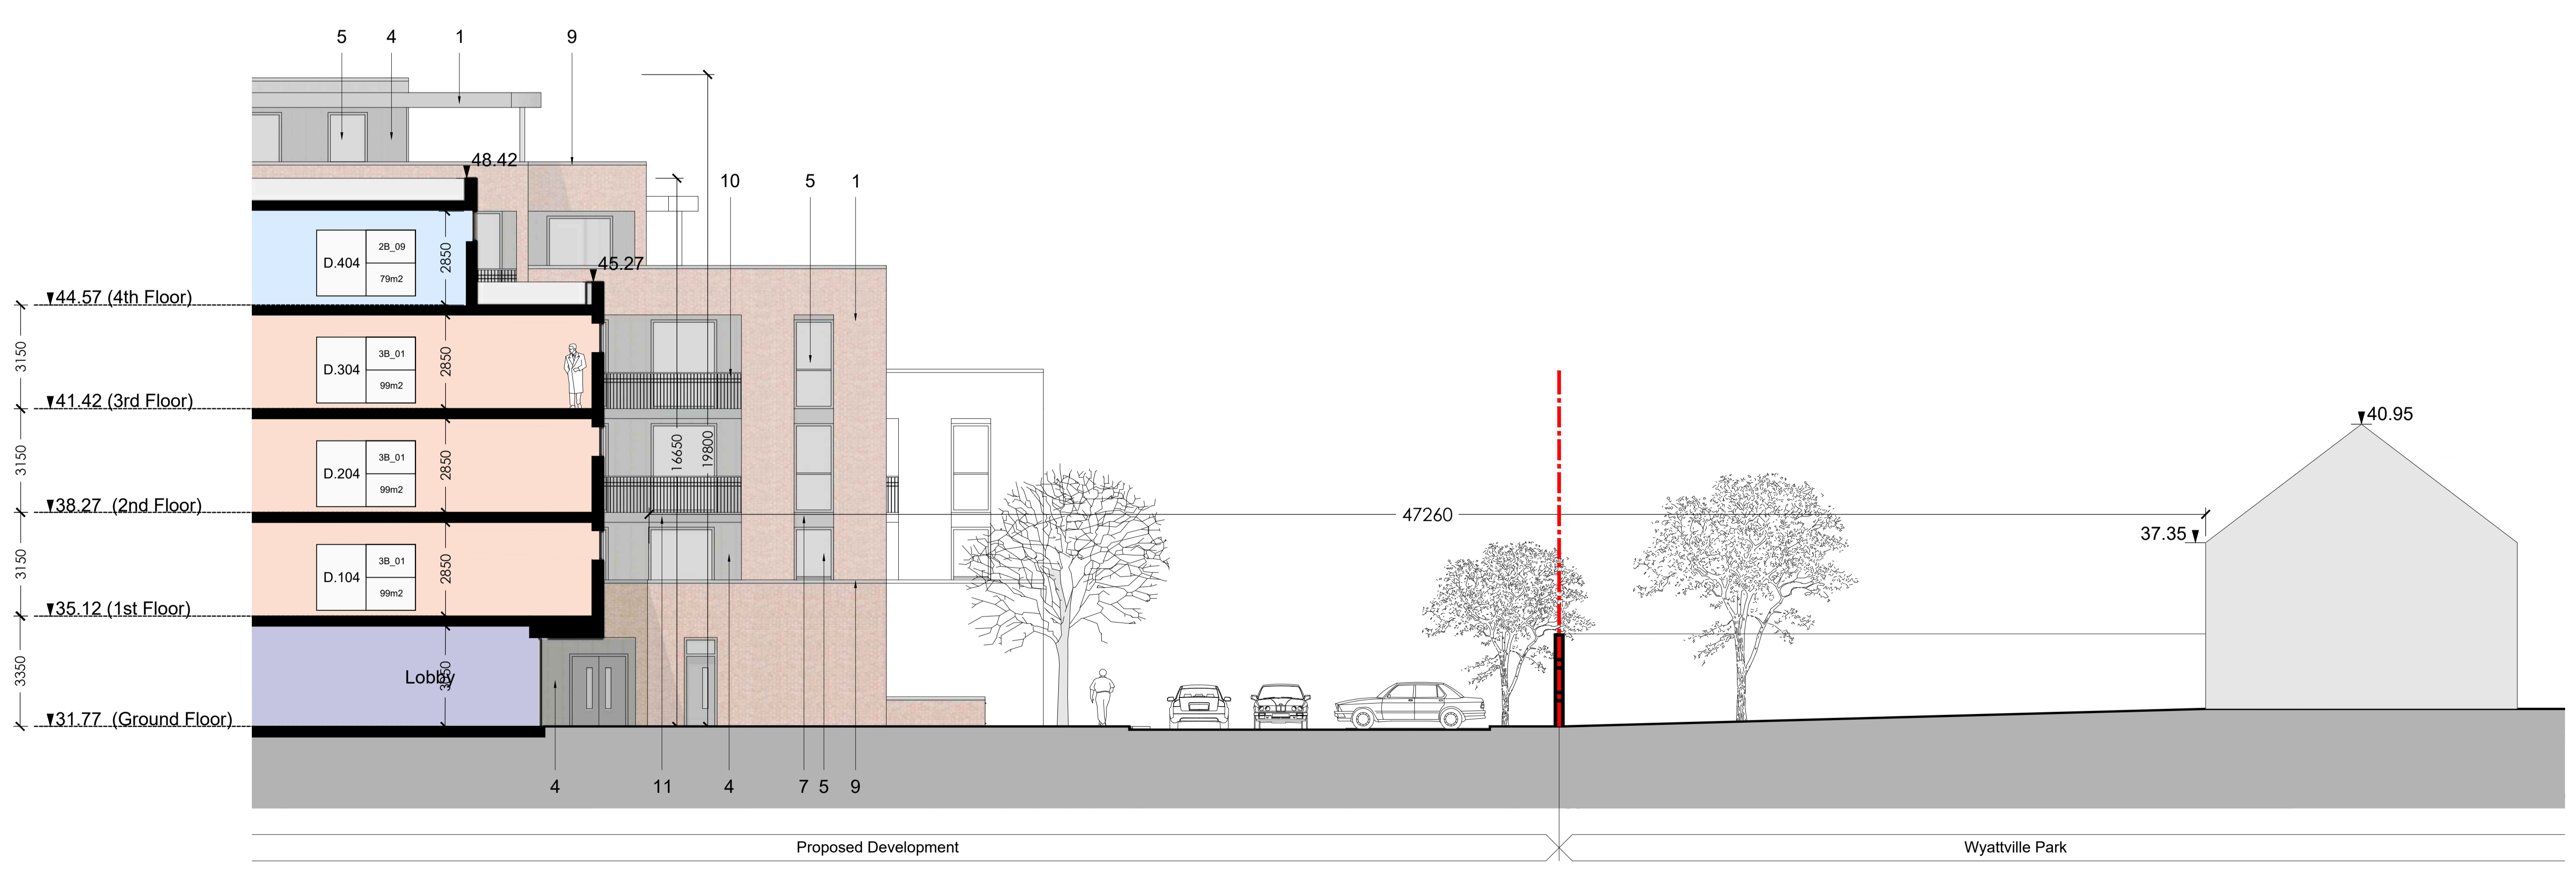 5 4 1 9
48.42
10 5 1
45.27
D.404 2B_09
79m2
2850
44.57 (4th Floor)
3150
D.304 3B_01
99m2
2850
41.42 (3rd Floor)
40.95
3150
D.204 3B_01
99m2
2850
16650
19800
38.27 (2nd Floor)
47260
37.35
3150
D.104 3B_01
99m2
2850
35.12 (1st Floor)
3350
Lobby
31.77 (Ground Floor)
4 11 4 7 5 9
Proposed Development
Wyattville Park